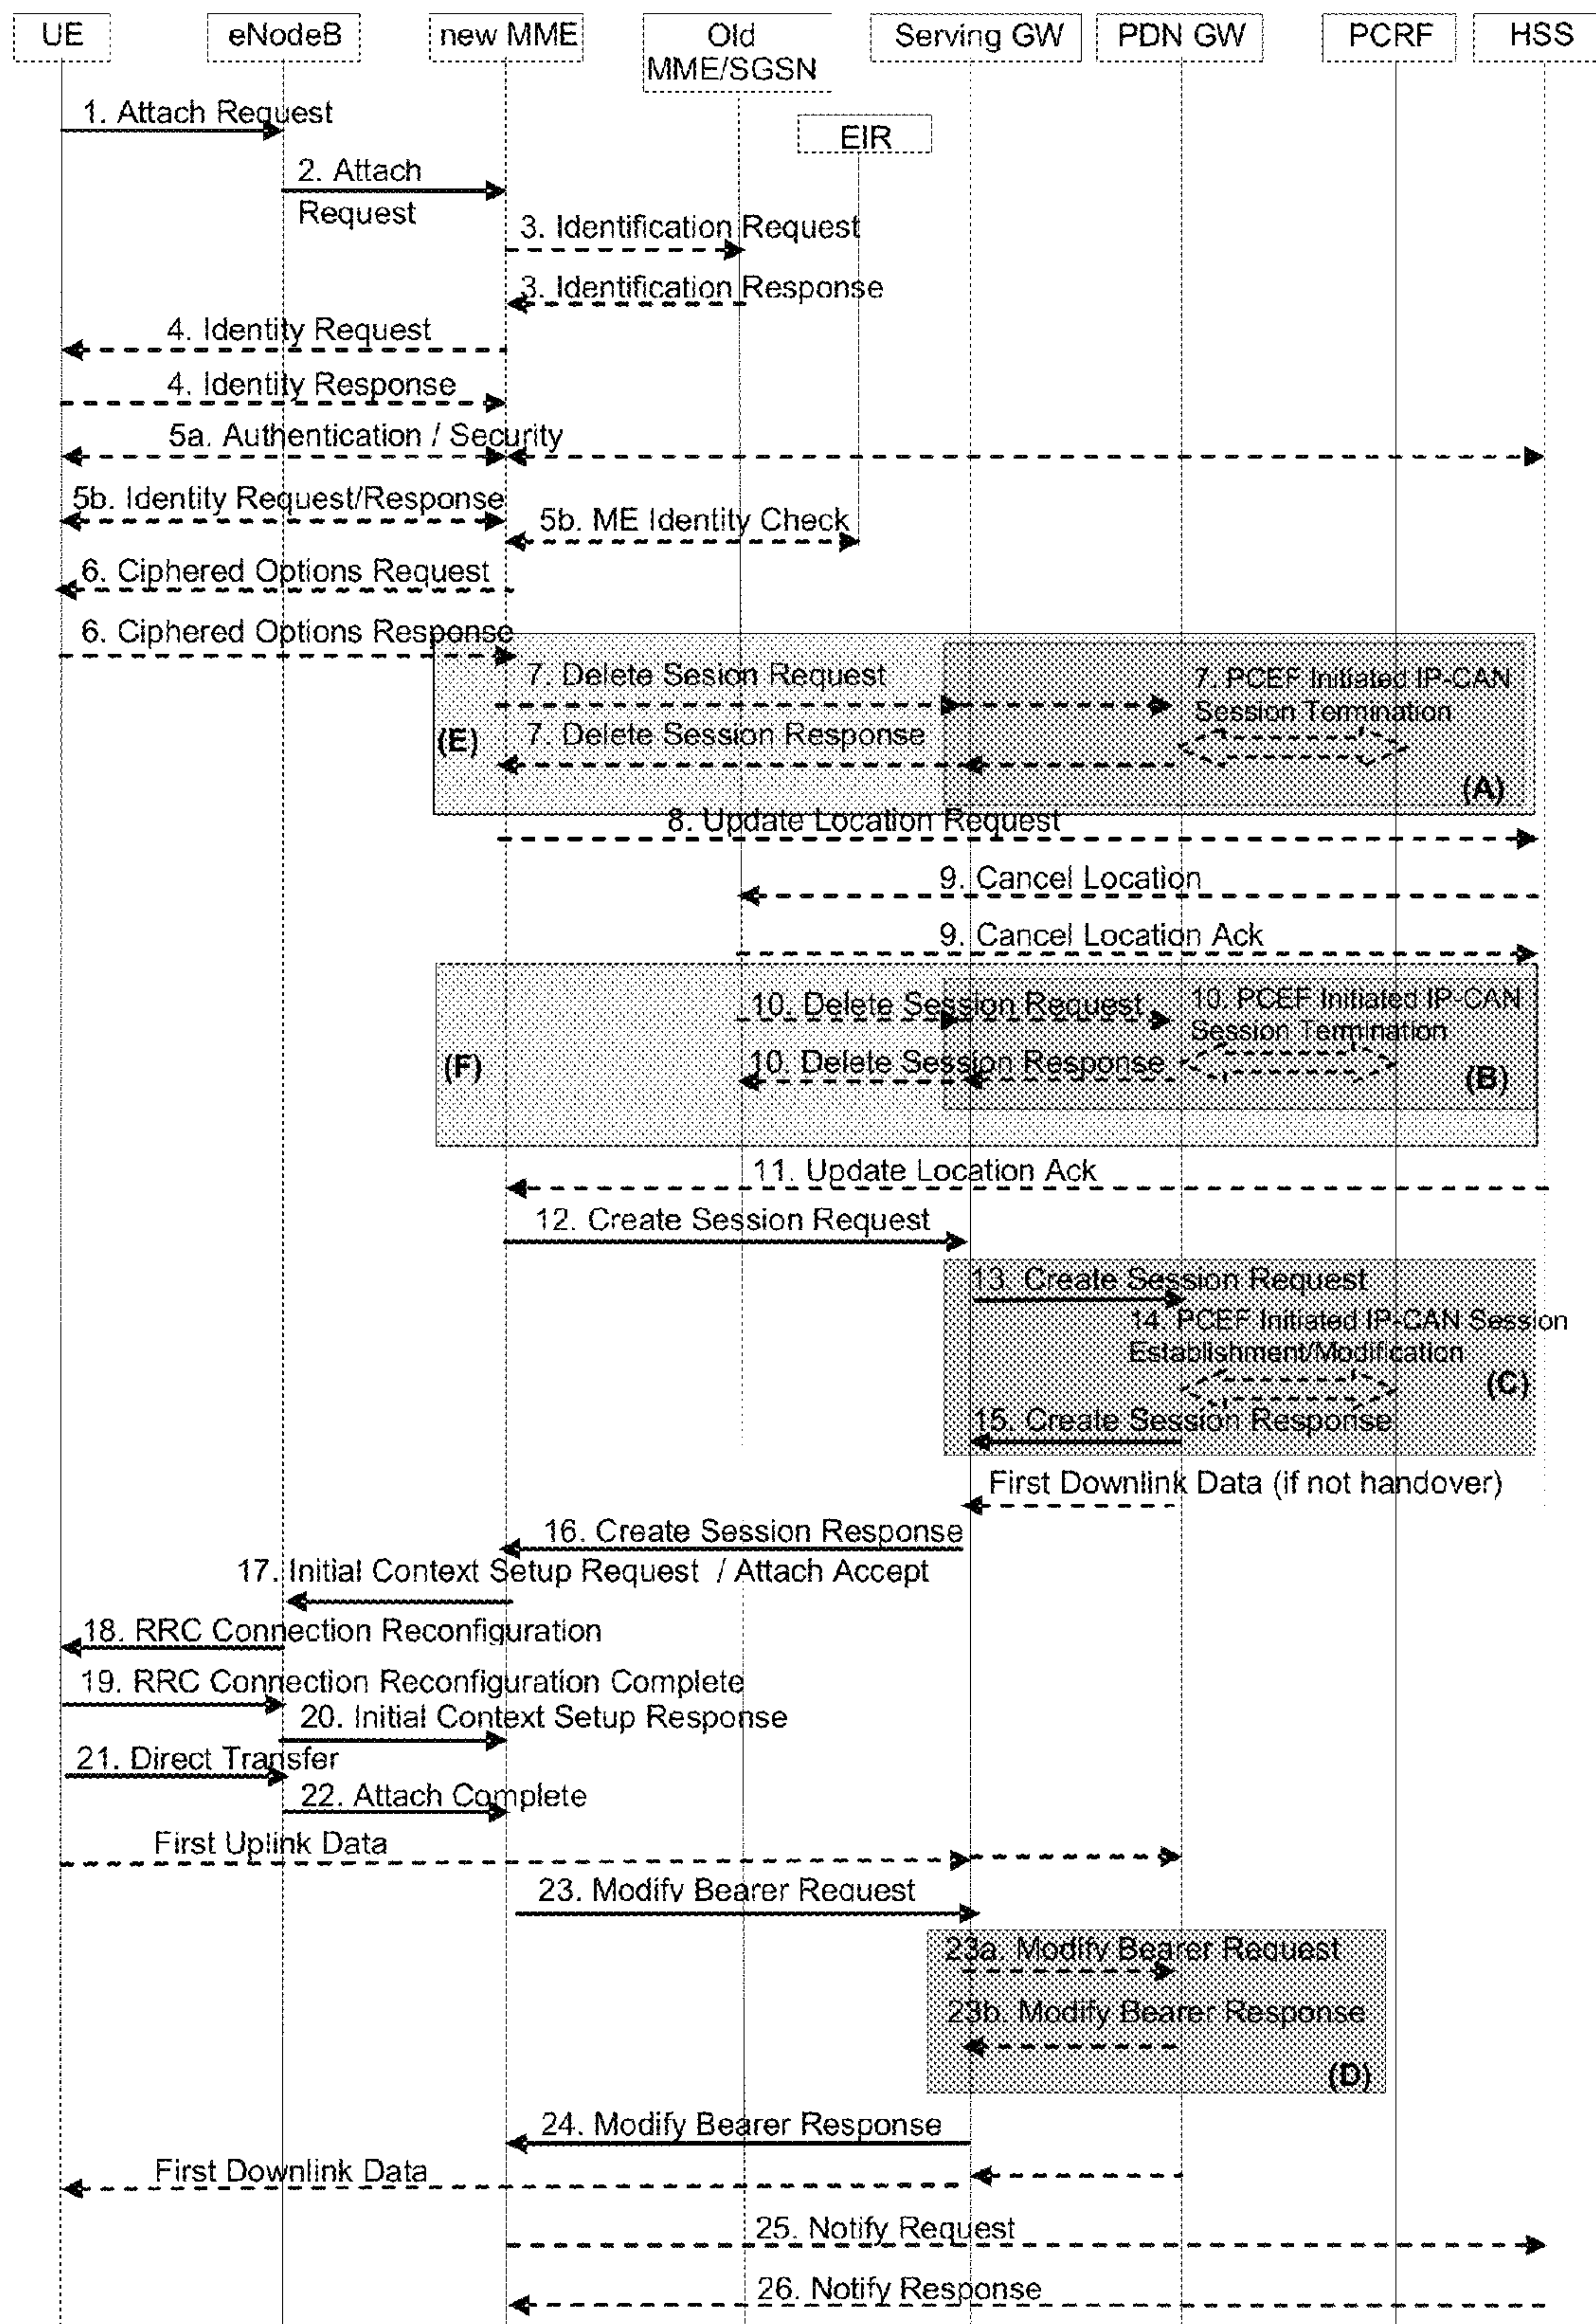 UE
eNodeB
new MME
Old
MME/SGSN
Serving GW
PDN GW
PCRF
HSS
EIR
1. Attach Request
2. Attach
Request
3. Identification Request
3. Identification Response
4. Identity Request
4. Identity Response
5a. Authentication / Security
5b. Identity Request/Response
5b. ME Identity Check
6. Ciphered Options Request
6. Ciphered Options Response
7. Delete Sesion Request
7. PCEF Initiated IP-CAN
Session Termination
7. Delete Session Response
(E)
(A)
8. Update Location Request
9. Cancel Location
9. Cancel Location Ack
10. Delete Session Request
10. PCEF Initiated IP-CAN
Session Termination
10. Delete Session Response
(F)
(B)
11. Update Location Ack
12. Create Session Request
13. Create Session Request
14. PCEF Initiated IP-CAN Session
Establishment/Modification
(C)
15. Create Session Response
First Downlink Data (if not handover)
16. Create Session Response
17. Initial Context Setup Request / Attach Accept
18. RRC Connection Reconfiguration
19. RRC Connection Reconfiguration Complete
20. Initial Context Setup Response
21. Direct Transfer
22. Attach Complete
First Uplink Data
23. Modify Bearer Request
23a. Modify Bearer Request
23b. Modify Bearer Response
(D)
24. Modify Bearer Response
First Downlink Data
25. Notify Request
26. Notify Response